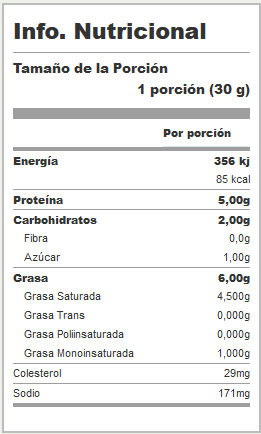 Info. Nutricional
Tamaño de la Porción
1 porción (30 g)
Por porción
Energía 356 kj
85 kcal
Proteína 5,00g
Carbohidratos 2,00g
Fibra 0,0g
Azúcar 1,00g
Grasa 6,00g
Grasa Saturada 4,500g
Grasa Trans 0,000g
Grasa Poliinsaturada 0,000g
Grasa Monoinsaturada 1,000g
Colesterol 29mg
Sodio 171mg